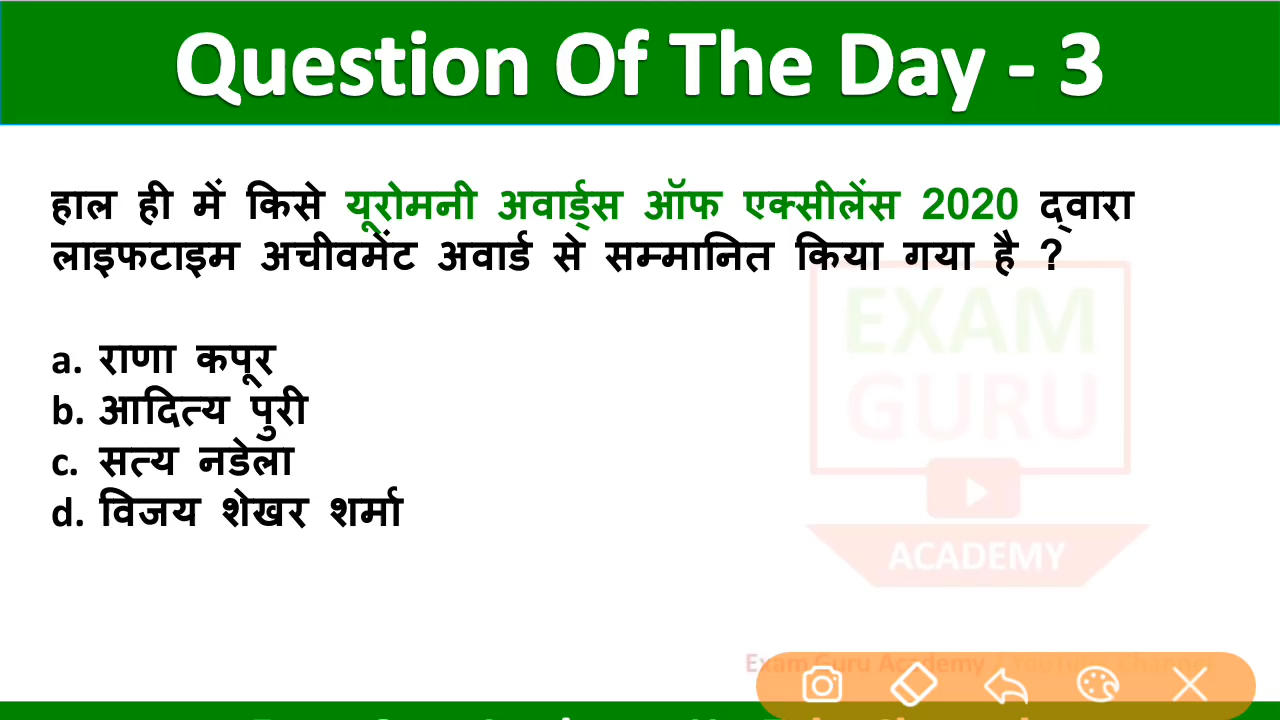 Question Of The Day - 3
हाल ही में किसे यूरोमनी अवार्ड्स ऑफ एक्सीलेंस 2020 द्वारा
लाइफटाइम अचीवमेंट अवार्ड से सम्मानित किया गया है ?
a. राणा कपूर
b. आदित्य पुरी
c. सत्य नडेला
d. विजय शेखर शर्मा
EXAM
GURU
ACADEMY
Exam Guru Academy